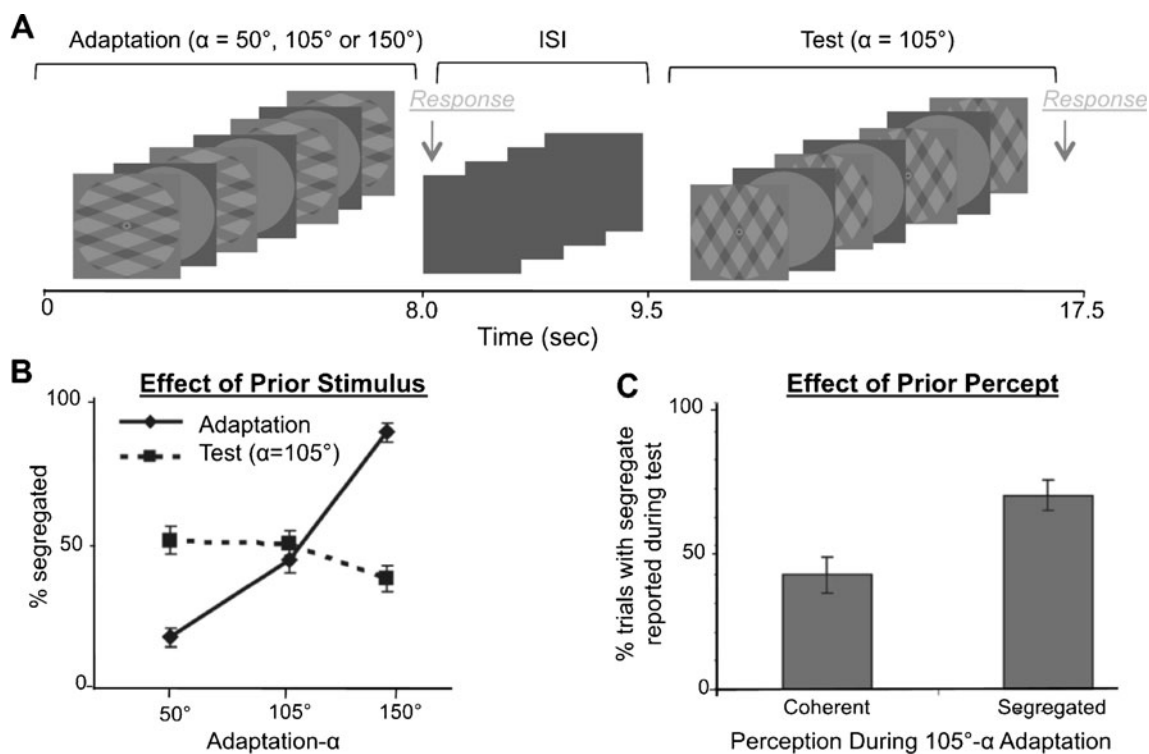 A
Adaptation (α = 50°, 105° or 150°)
ISI
Test (α = 105°)
Response
Response
0
8.0
9.5
17.5
Time (sec)
B
Effect of Prior Stimulus
100
Adaptation
Test (α=105°)
50
0
% segregated
50°
105°
150°
Adaptation-α
C
Effect of Prior Percept
100
50
0
% trials with segregate
reported during test
Coherent
Segregated
Perception During 105°-α Adaptation